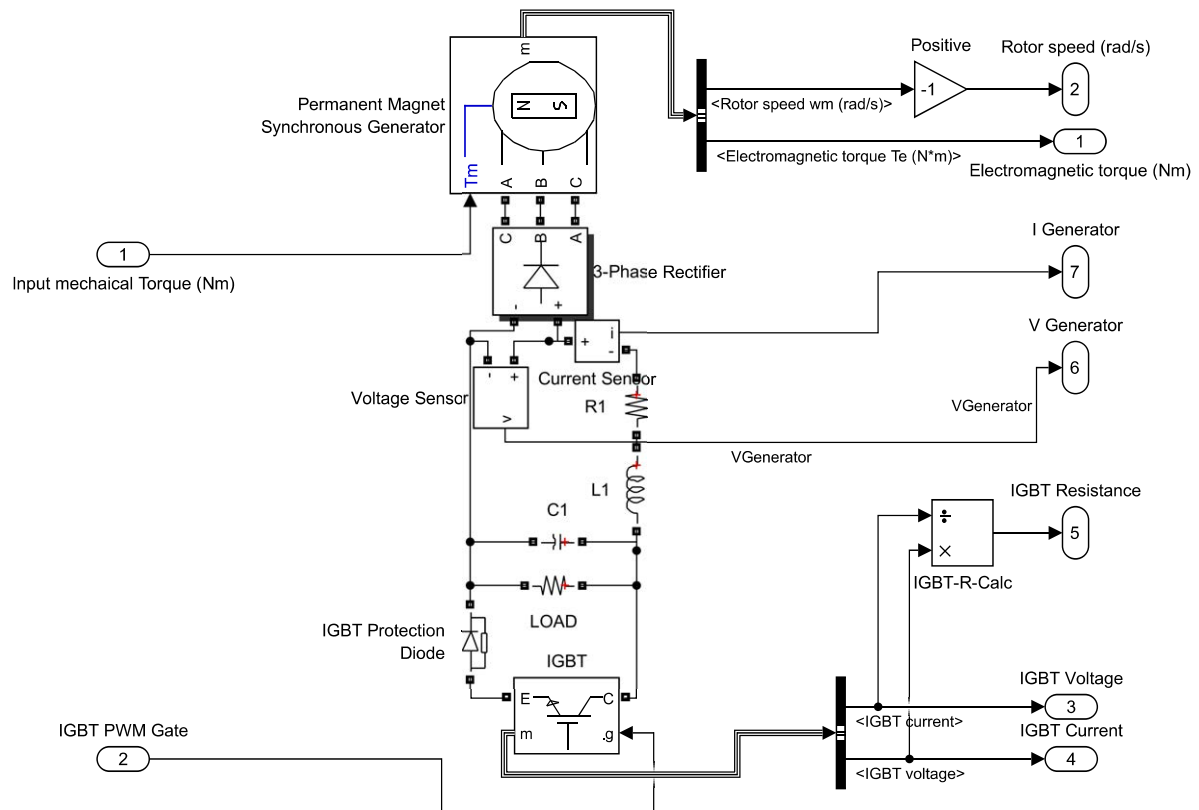 m
Positive
Rotor speed (rad/s)
Permanent Magnet
Synchronous Generator
N S
-1
2
<Rotor speed wm (rad/s)>
1
<Electromagnetic torque Te (N*m)>
Electromagnetic torque (Nm)
Tm
A B C
C B A
1
Input mechaical Torque (Nm)
3-Phase Rectifier
- +
I Generator
7
+ i -
V Generator
6
Current Sensor
- +
v
Voltage Sensor
R1
VGenerator
VGenerator
L1
C1
IGBT Resistance
÷
×
5
IGBT-R-Calc
LOAD
IGBT Protection
Diode
IGBT
E C
m .g
IGBT Voltage
3
<IGBT current>
IGBT Current
4
<IGBT voltage>
IGBT PWM Gate
2